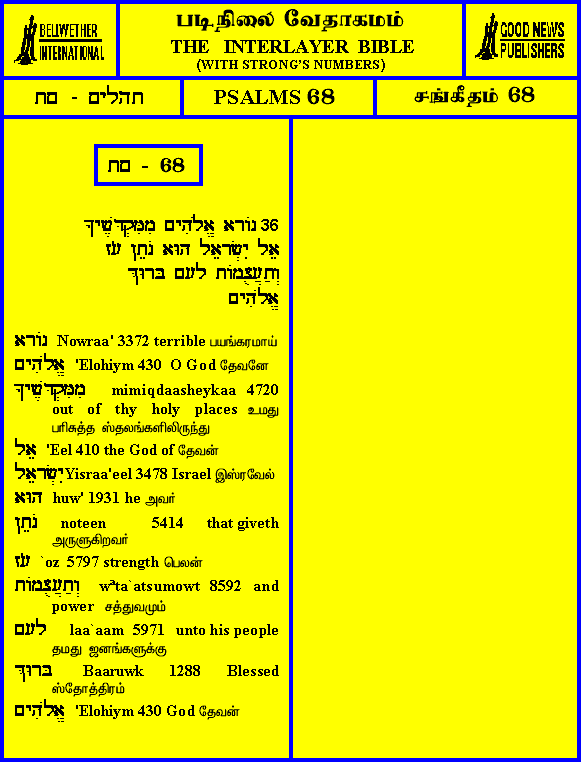 BELLWETHER
INTERNATIONAL
படிநிலை வேதாகமம்
THE INTERLAYER BIBLE
(WITH STRONG'S NUMBERS)
GOOD NEWS
PUBLISHERS
תהלים - סח
PSALMS 68
சங்கீதம் 68
סח - 68
36 נוֹרָא אֱלֹהִים מִמִּקְדָּשֶׁיךָ
אֵל יִשְׂרָאֵל הוּא נֹתֵן עֹז
וְתַעֲצֻמוֹת לָעָם בָּרוּךְ
אֱלֹהִים
נוֹרָא Nowraa' 3372 terrible பயங்கரமாய்
אֱלֹהִים 'Elohiym 430 O God தேவனே
מִמִּקְדָּשֶׁיךָ mimiqdaasheykaa 4720
out of thy holy places உமது
பரிசுத்த ஸ்தலங்களிலிருந்து
אֵל 'Eel 410 the God of தேவன்
יִשְׂרָאֵל Yisraa'eel 3478 Israel இஸ்ரவேல்
הוּא huw' 1931 he அவர்
נֹתֵן noteen 5414 that giveth
அருளுகிறவர்
עֹז `oz 5797 strength பெலன்
וְתַעֲצֻמוֹת wªta`atsumowt 8592 and
power சத்துவமும்
לָעָם laa`aam 5971 unto his people
தமது ஜனங்களுக்கு
בָּרוּךְ Baaruwk 1288 Blessed
ஸ்தோத்திரம்
אֱלֹהִים 'Elohiym 430 God தேவன்